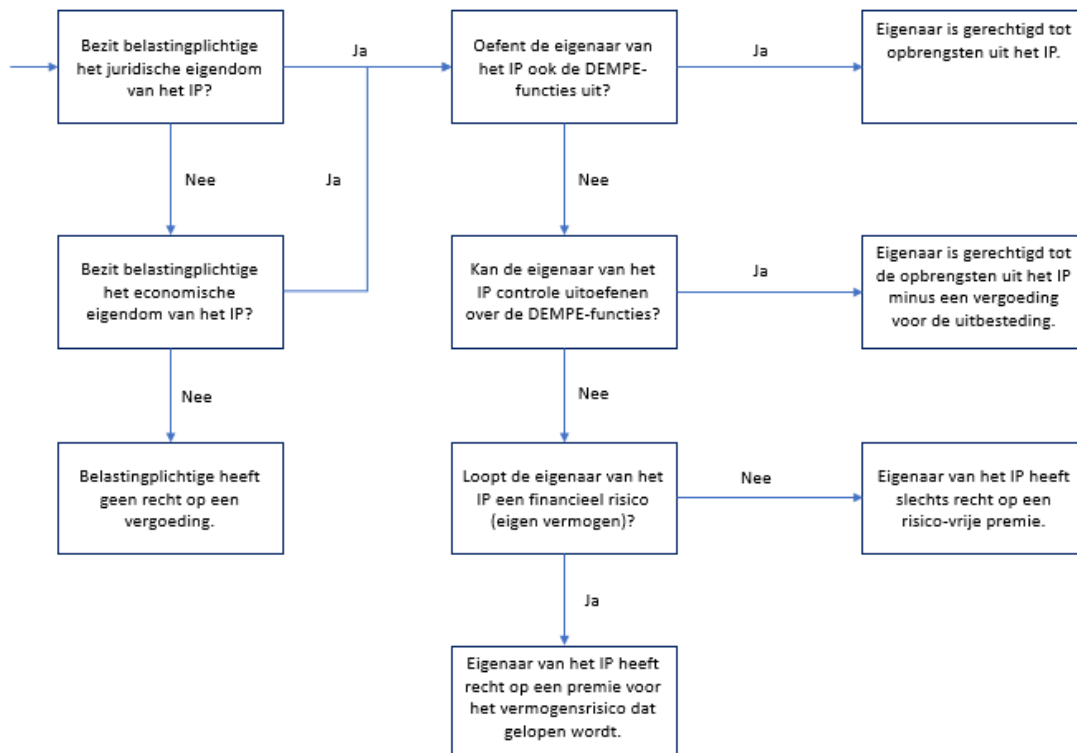 Bezit belastingplichtige
het juridische eigendom
van het IP?
Ja
Oefent de eigenaar van
het IP ook de DEMPE-
functies uit?
Ja
Eigenaar is gerechtigd tot
opbrengsten uit het IP.
Nee
Ja
Nee
Bezit belastingplichtige
het economische
eigendom van het IP?
Kan de eigenaar van het
IP controle uitoefenen
over de DEMPE-functies?
Ja
Eigenaar is gerechtigd tot
de opbrengsten uit het IP
minus een vergoeding
voor de uitbesteding.
Nee
Nee
Belastingplichtige heeft
geen recht op een
vergoeding.
Loopt de eigenaar van het
IP een financieel risico
(eigen vermogen)?
Nee
Eigenaar van het IP heeft
slechts recht op een
risico-vrije premie.
Ja
Eigenaar van het IP heeft
recht op een premie voor
het vermogensrisico dat
gelopen wordt.